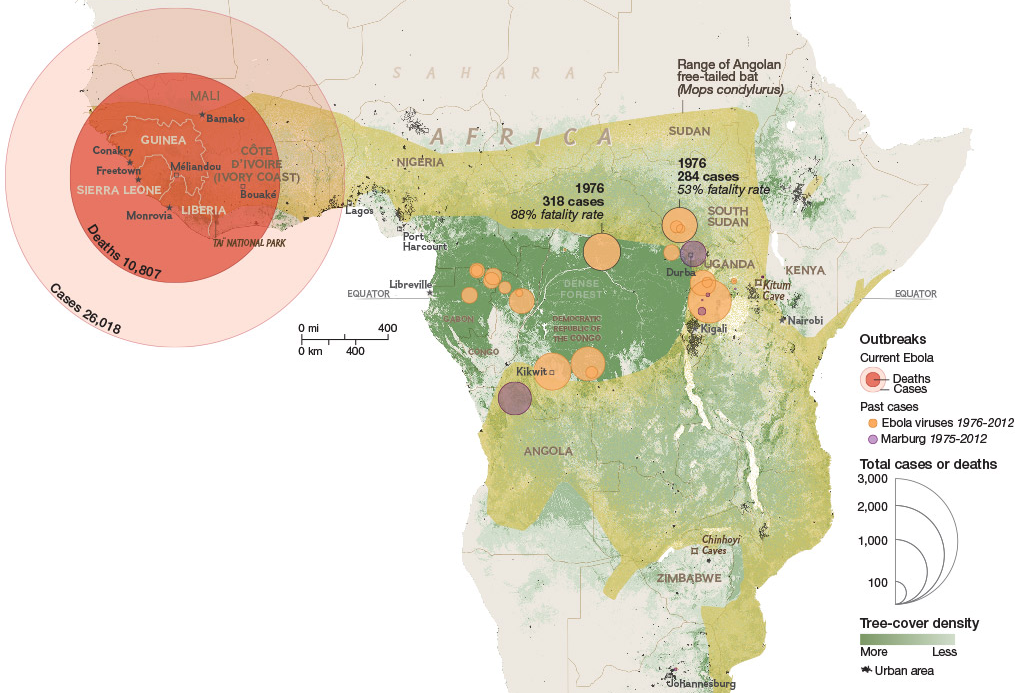 Range of Angolan
free-tailed bat
(Mops condylurus)
SAHARA
AFRICA
MALI
Bamako
GUINEA
Conakry
Freetown
SIERRA LEONE
Méliandou
CÔTE
D'IVOIRE
(IVORY COAST)
Bouaké
Monrovia
LIBERIA
TAÏ NATIONAL PARK
Deaths 10,807
Cases 26,018
NIGERIA
Lagos
Port
Harcourt
SUDAN
1976
284 cases
53% fatality rate
1976
318 cases
88% fatality rate
SOUTH
SUDAN
Durba
UGANDA
KENYA
Kitum
Cave
Nairobi
Kigali
Libreville
EQUATOR
EQUATOR
0 mi 400
0 km 400
GABON
CONGO
DENSE
FOREST
DEMOCRATIC
REPUBLIC OF
THE CONGO
Kikwit
ANGOLA
Chinhoyi
Caves
ZIMBABWE
Johannesburg
Outbreaks
Current Ebola
Deaths
Cases
Past cases
Ebola viruses 1976-2012
Marburg 1975-2012
Total cases or deaths
3,000
2,000
1,000
100
Tree-cover density
More Less
Urban area